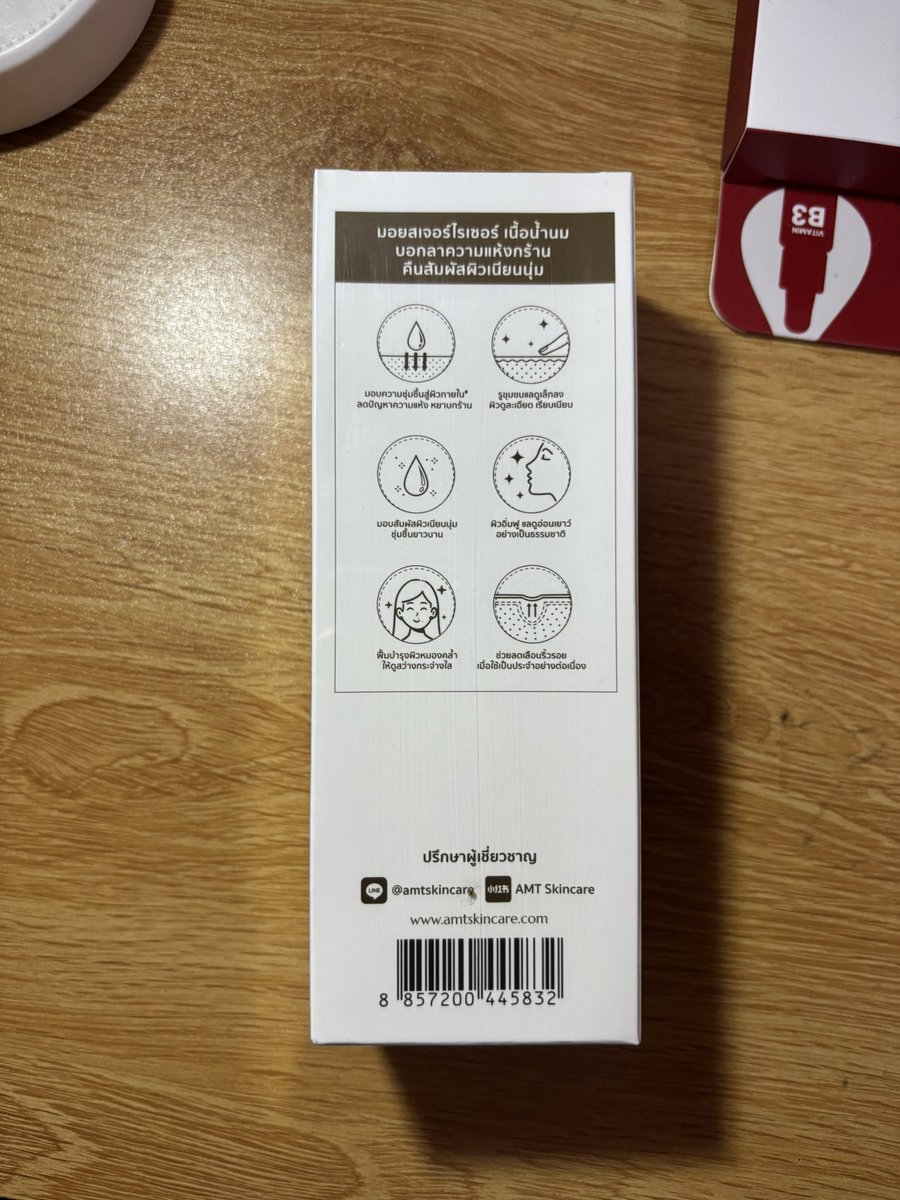 มอยสเจอร์ไรเซอร์ เนื้อน้ำนม
บอกลาความแห้งกร้าน
คืนสัมผัสผิวเนียนนุ่ม
มอบความชุ่มชื้นสู่ผิวภายใน*
ลดปัญหาความแห้ง หยาบกร้าน
รูขุมขนแลดูเล็กลง
ผิวดูละเอียด เรียบเนียน
มอบสัมผัสผิวเนียนนุ่ม
ชุ่มชื้นยาวนาน
ผิวอิ่มฟู แลดูอ่อนเยาว์
อย่างเป็นธรรมชาติ
ฟื้นบำรุงผิวหมองคล้ำ
ให้ดูสว่างกระจ่างใส
ช่วยลดเลือนริ้วรอย
เมื่อใช้เป็นประจำอย่างต่อเนื่อง
ปรึกษาผู้เชี่ยวชาญ
LINE @amtskincare 小红书 AMT Skincare
www.amtskincare.com
8 857200 445832
VITAMIN
B3